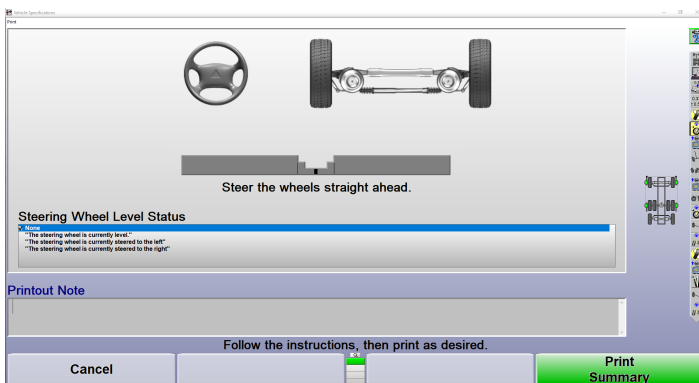 Vehicle Specifications
Print
Steer the wheels straight ahead.
Steering Wheel Level Status
None
"The steering wheel is currently level."
"The steering wheel is currently steered to the left"
"The steering wheel is currently steered to the right"
Printout Note
Follow the instructions, then print as desired.
Cancel
Print
Summary